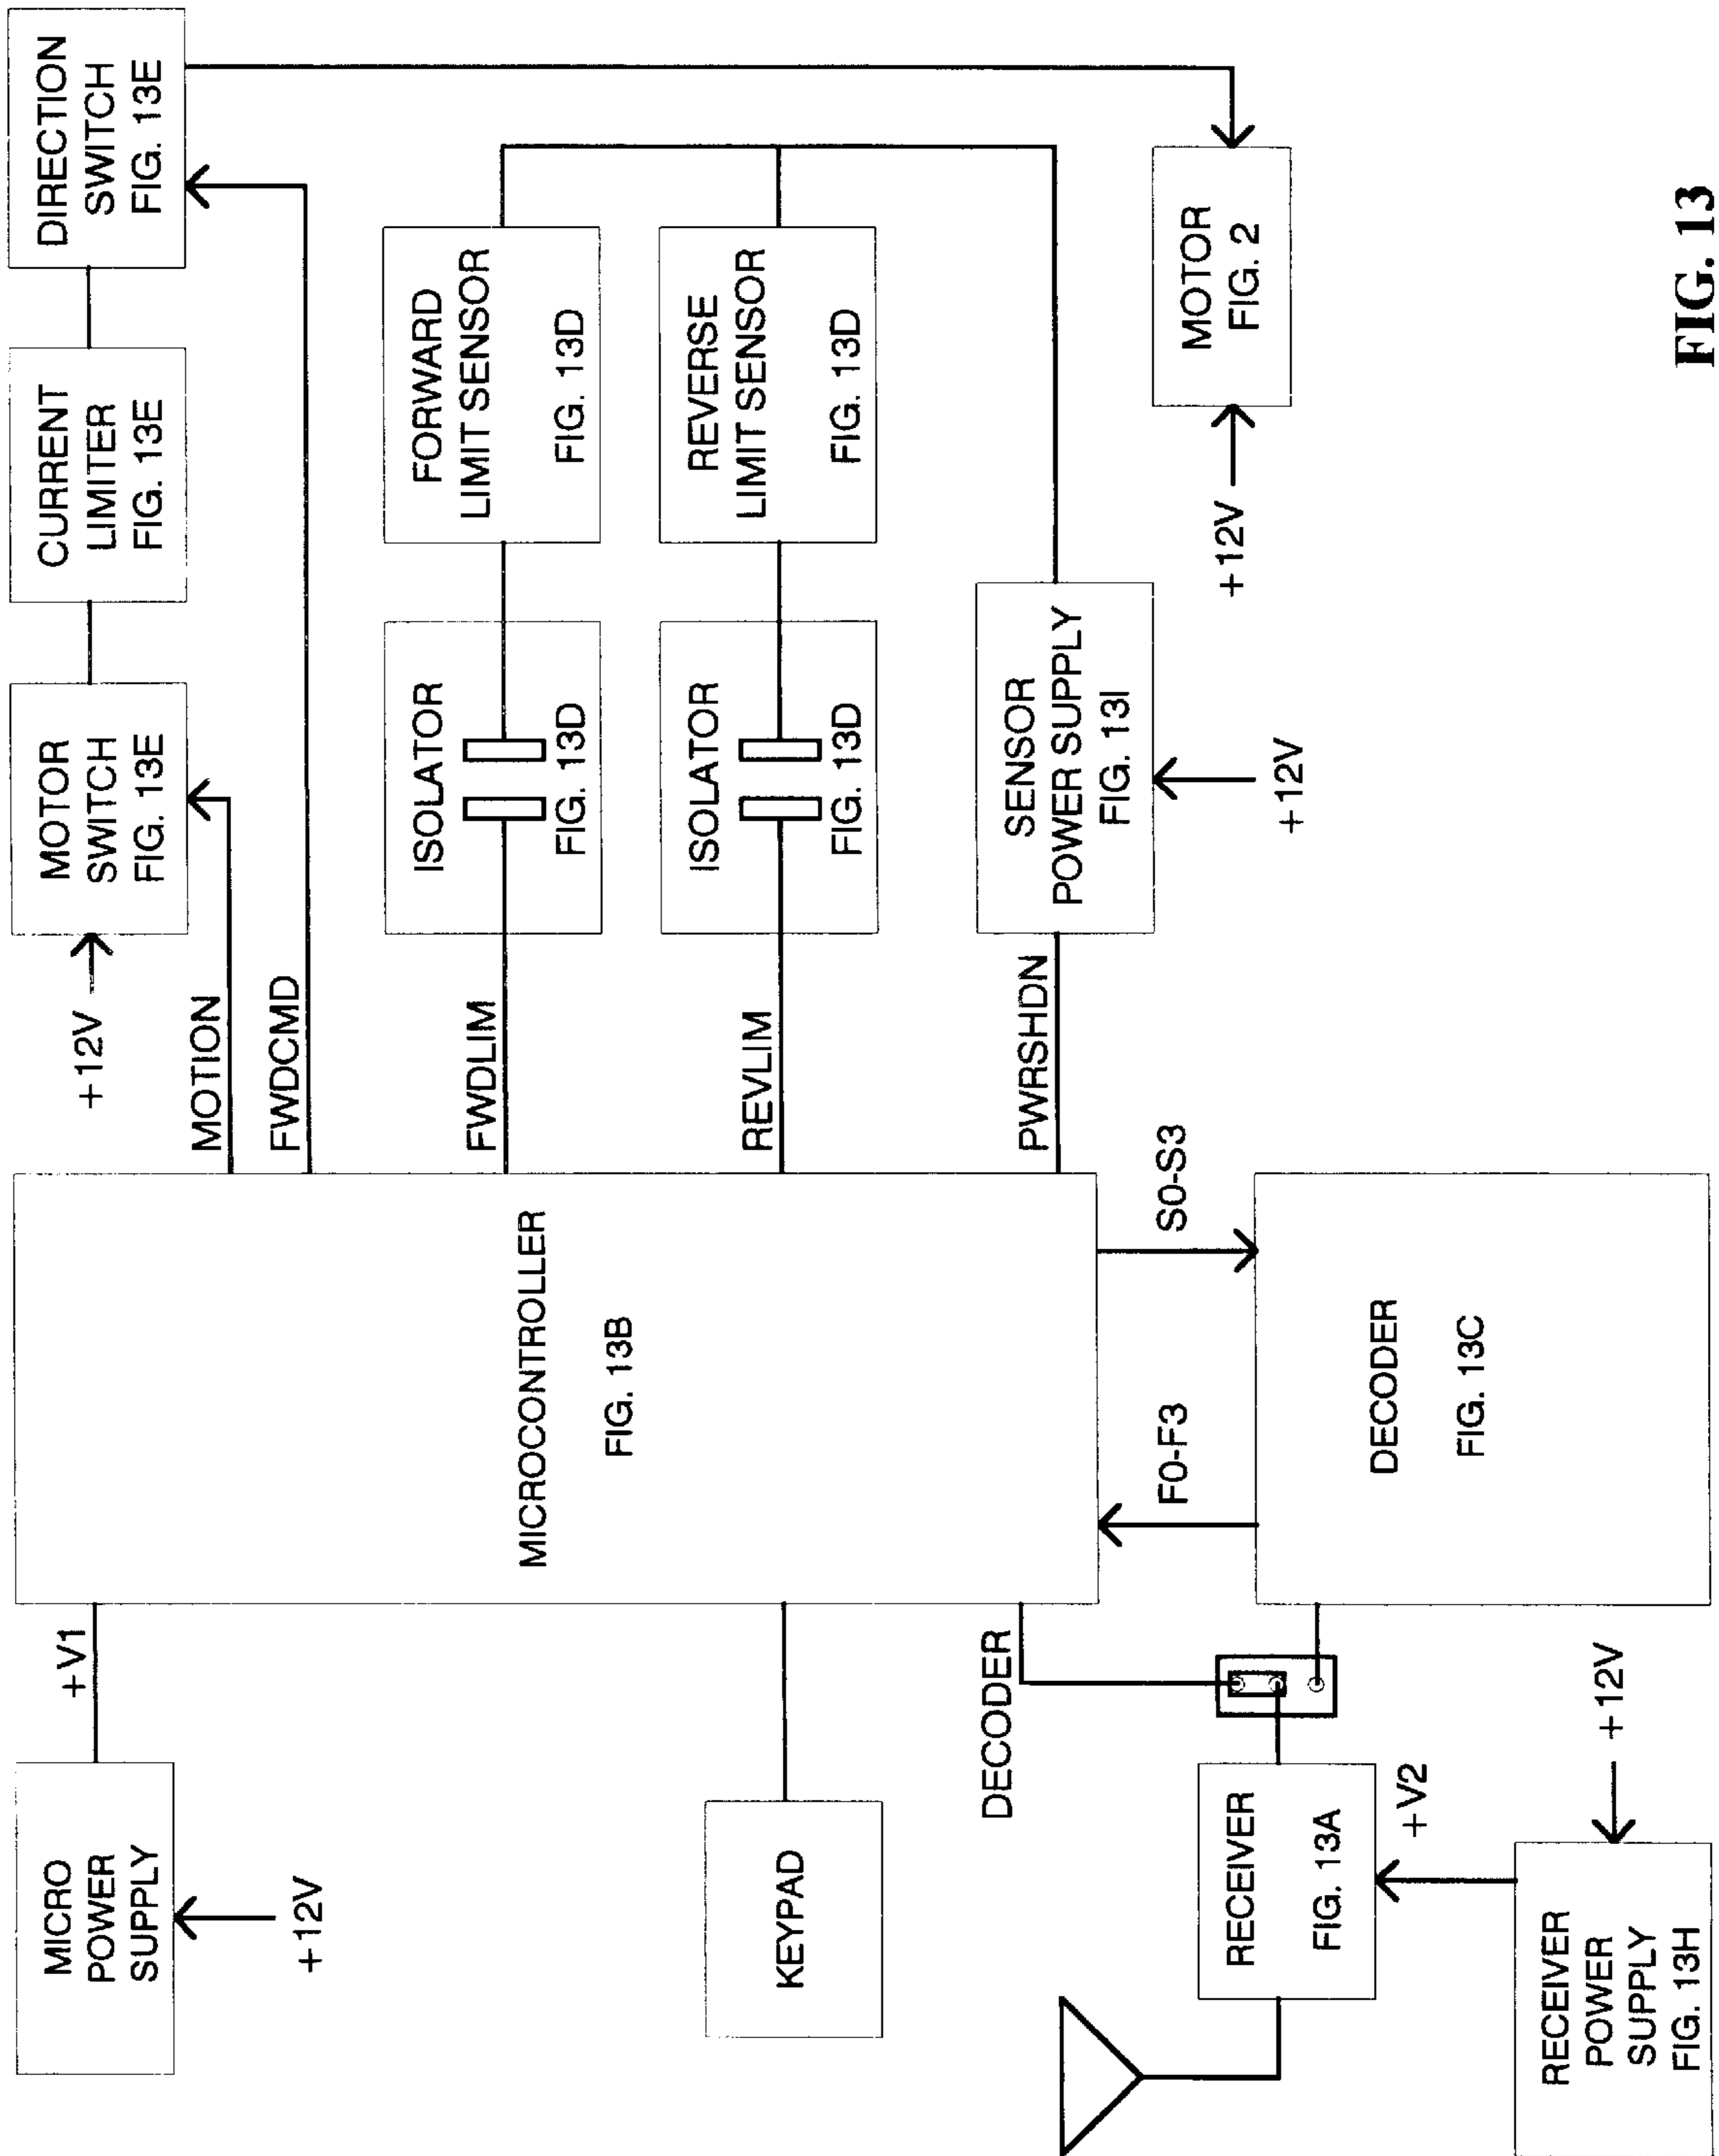 MICRO
POWER
SUPPLY
+12V
+V1
KEYPAD
RECEIVER
FIG. 13A
+V2
RECEIVER
POWER
SUPPLY
FIG. 13H
+12V
DECODER
MICROCONTROLLER
FIG. 13B
F0-F3
S0-S3
DECODER
FIG. 13C
MOTION
FWDCMD
FWDLIM
REVLIM
PWRSHDN
+12V
MOTOR
SWITCH
FIG. 13E
CURRENT
LIMITER
FIG. 13E
DIRECTION
SWITCH
FIG. 13E
ISOLATOR
FIG. 13D
FORWARD
LIMIT SENSOR
FIG. 13D
ISOLATOR
FIG. 13D
REVERSE
LIMIT SENSOR
FIG. 13D
SENSOR
POWER SUPPLY
FIG. 13I
+12V
+12V
MOTOR
FIG. 2
FIG. 13